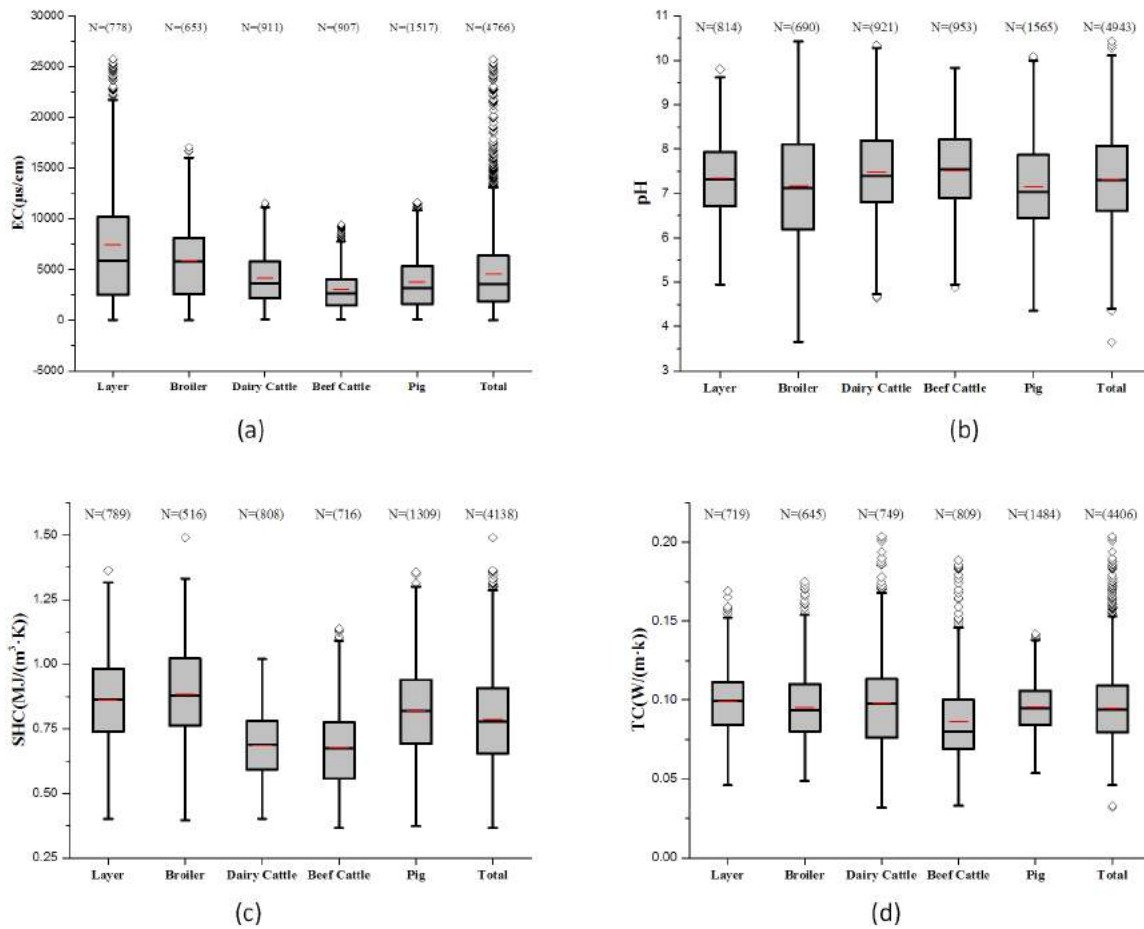 N=(778) N=(653) N=(911) N=(907) N=(1517) N=(4766)
30000
25000
20000
15000
10000
5000
0
-5000
EC(μs/cm)
Layer Broiler Dairy Cattle Beef Cattle Pig Total
(a)
N=(814) N=(690) N=(921) N=(953) N=(1565) N=(4943)
11
10
9
8
7
6
5
4
3
pH
Layer Broiler Dairy Cattle Beef Cattle Pig Total
(b)
N=(789) N=(516) N=(808) N=(716) N=(1309) N=(4138)
1.50
1.25
1.00
0.75
0.50
0.25
SHC(MJ/(m³·K))
Layer Broiler Dairy Cattle Beef Cattle Pig Total
(c)
N=(719) N=(645) N=(749) N=(809) N=(1484) N=(4406)
0.20
0.15
0.10
0.05
0.00
TC(W/(m·k))
Layer Broiler Dairy Cattle Beef Cattle Pig Total
(d)